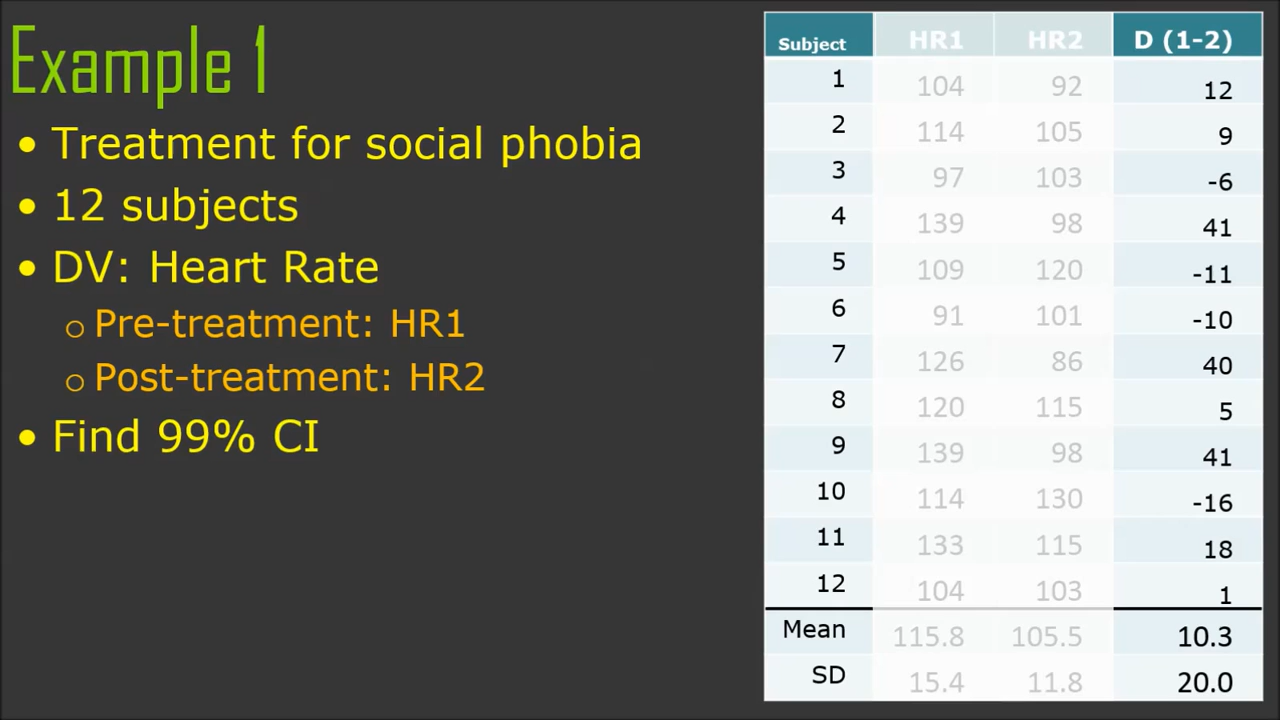 Example 1
• Treatment for social phobia
• 12 subjects
• DV: Heart Rate
o Pre-treatment: HR1
o Post-treatment: HR2
• Find 99% CI
Subject HR1 HR2 D (1-2)
1 104 92 12
2 114 105 9
3 97 103 -6
4 139 98 41
5 109 120 -11
6 91 101 -10
7 126 86 40
8 120 115 5
9 139 98 41
10 114 130 -16
11 133 115 18
12 104 103 1
Mean 115.8 105.5 10.3
SD 15.4 11.8 20.0